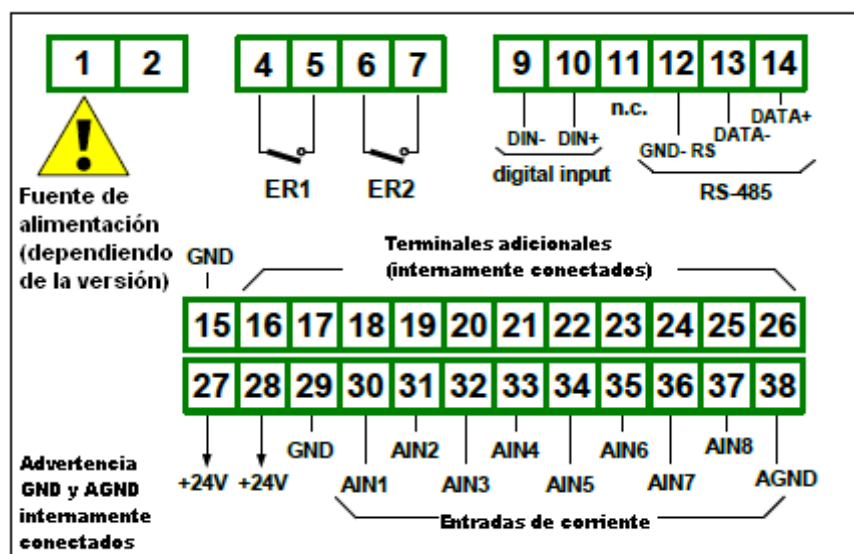 1 2 4 5 6 7 9 10 11 12 13 14
DIN- DIN+ n.c. GND- RS DATA- DATA+
ER1 ER2 digital input RS-485
Fuente de
alimentación
(dependiendo
de la versión)
GND
Terminales adicionales
(internamente conectados)
15 16 17 18 19 20 21 22 23 24 25 26
27 28 29 30 31 32 33 34 35 36 37 38
+24V +24V GND AIN1 AIN2 AIN3 AIN4 AIN5 AIN6 AIN7 AIN8 AGND
Entradas de corriente
Advertencia
GND y AGND
internamente
conectados